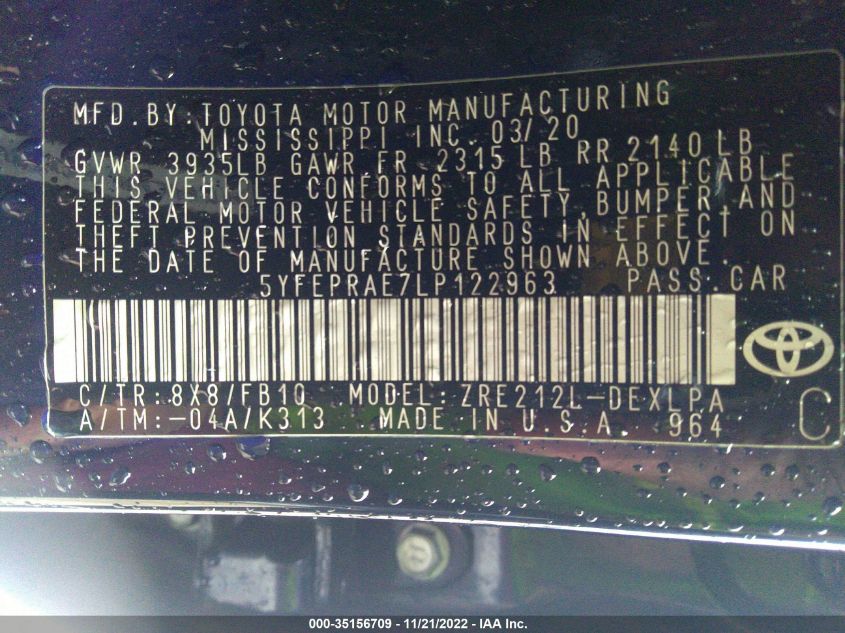 MFD.BY:TOYOTA MOTOR MANUFACTURING
MISSISSIPPI INC. 03/20
GVWR 3935LB GAWR FR 2315 LB RR 2140 LB
THIS VEHICLE CONFORMS TO ALL APPLICABLE
FEDERAL MOTOR VEHICLE SAFETY, BUMPER AND
THEFT PREVENTION STANDARDS IN EFFECT ON
THE DATE OF MANUFACTURE SHOWN ABOVE.
5YFEPRAE7LP122963 PASS.CAR
C/TR:8X8/FB10 MODEL:ZRE212L-DEXLPA
A/TM:-04A/K313 MADE IN U.S.A. 964
C
000-35156709 - 11/21/2022 - IAA Inc.